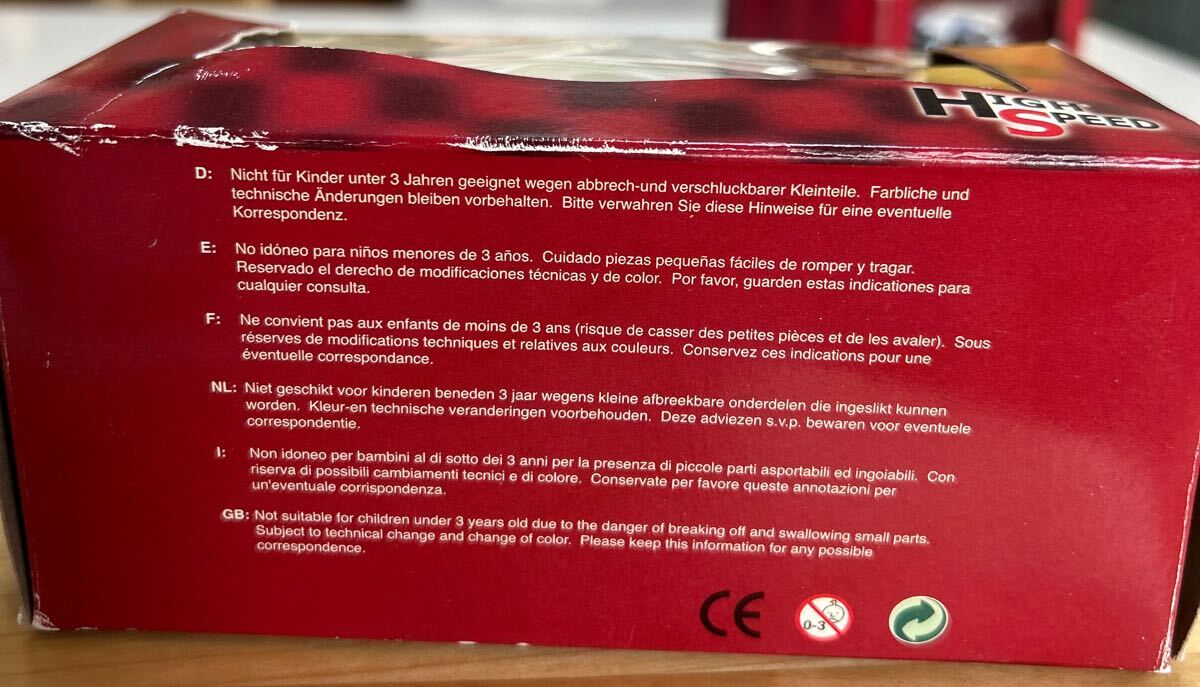 HIGH-
SPEED
D: Nicht für Kinder unter 3 Jahren geeignet wegen abbrech-und verschluckbarer Kleinteile. Farbliche und
technische Änderungen bleiben vorbehalten. Bitte verwahren Sie diese Hinweise für eine eventuelle
Korrespondenz.
E: No idóneo para niños menores de 3 años. Cuidado piezas pequeñas fáciles de romper y tragar.
Reservado el derecho de modificaciones técnicas y de color. Por favor, guarden estas indicationes para
cualquier consulta.
F: Ne convient pas aux enfants de moins de 3 ans (risque de casser des petites pièces et de les avaler). Sous
réserves de modifications techniques et relatives aux couleurs. Conservez ces indications pour une
éventuelle correspondance.
NL: Niet geschikt voor kinderen beneden 3 jaar wegens kleine afbreekbare onderdelen die ingeslikt kunnen
worden. Kleur-en technische veranderingen voorbehouden. Deze adviezen s.v.p. bewaren voor eventuele
correspondentie.
I: Non idoneo per bambini al di sotto dei 3 anni per la presenza di piccole parti asportabili ed ingoiabili. Con
riserva di possibili cambiamenti tecnici e di colore. Conservate per favore queste annotazioni per
un'eventuale corrispondenza.
GB: Not suitable for children under 3 years old due to the danger of breaking off and swallowing small parts.
Subject to technical change and change of color. Please keep this information for any possible
correspondence.
CE
0-3